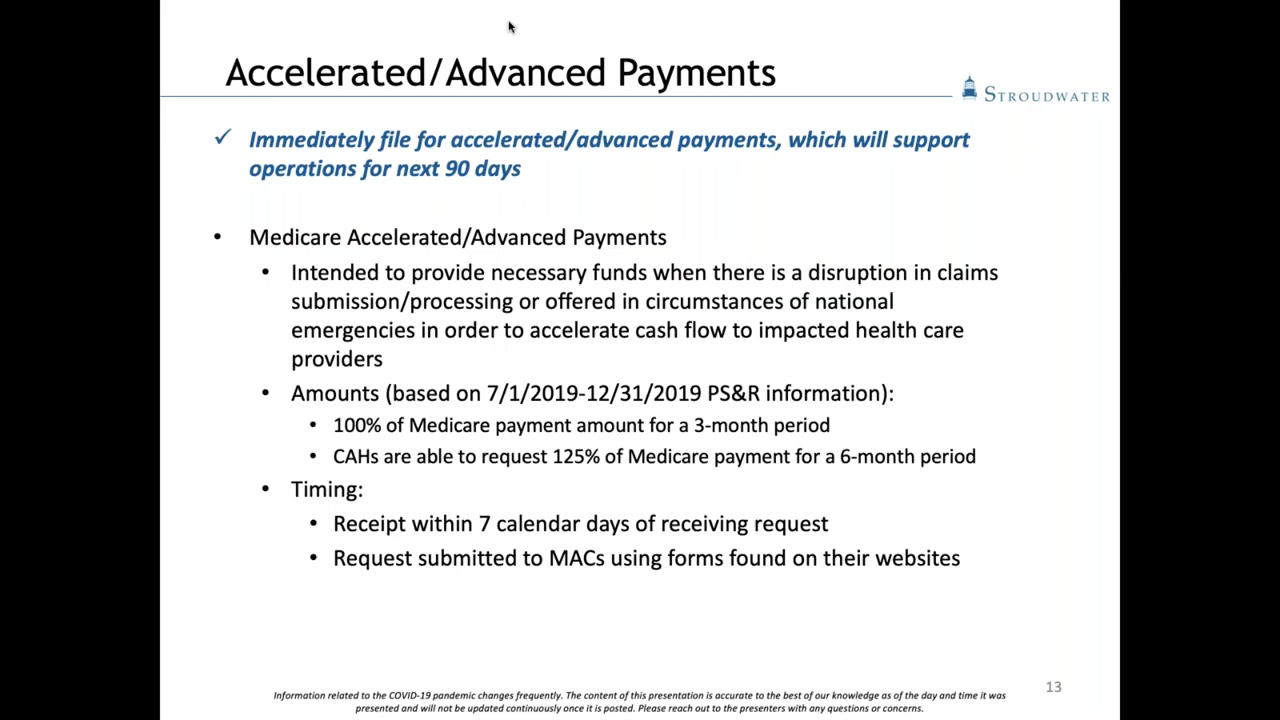 Accelerated/Advanced Payments
STROUDWATER
✓ Immediately file for accelerated/advanced payments, which will support
operations for next 90 days
• Medicare Accelerated/Advanced Payments
• Intended to provide necessary funds when there is a disruption in claims
submission/processing or offered in circumstances of national
emergencies in order to accelerate cash flow to impacted health care
providers
• Amounts (based on 7/1/2019-12/31/2019 PS&R information):
• 100% of Medicare payment amount for a 3-month period
• CAHs are able to request 125% of Medicare payment for a 6-month period
• Timing:
• Receipt within 7 calendar days of receiving request
• Request submitted to MACs using forms found on their websites
13
Information related to the COVID-19 pandemic changes frequently. The content of this presentation is accurate to the best of our knowledge as of the day and time it was
presented and will not be updated continuously once it is posted. Please reach out to the presenters with any questions or concerns.